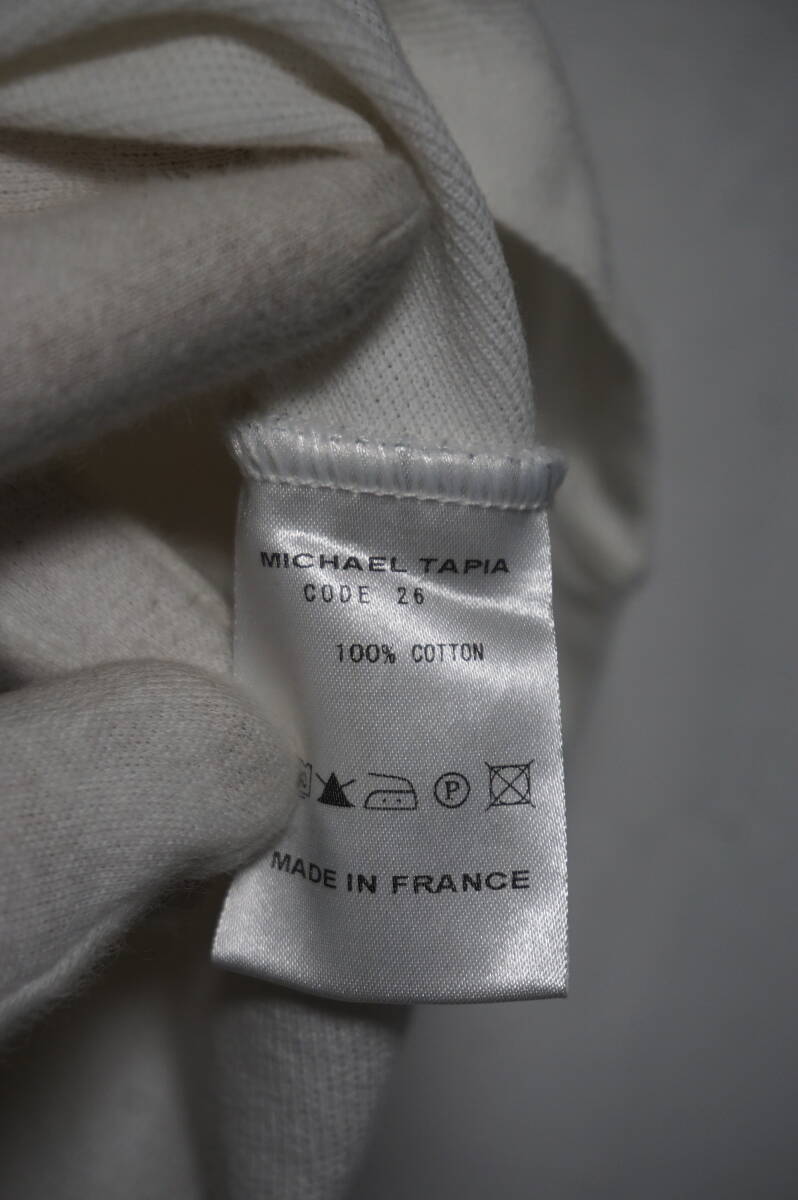 MICHAEL TAPIA
CODE 26
100% COTTON
P
MADE IN FRANCE